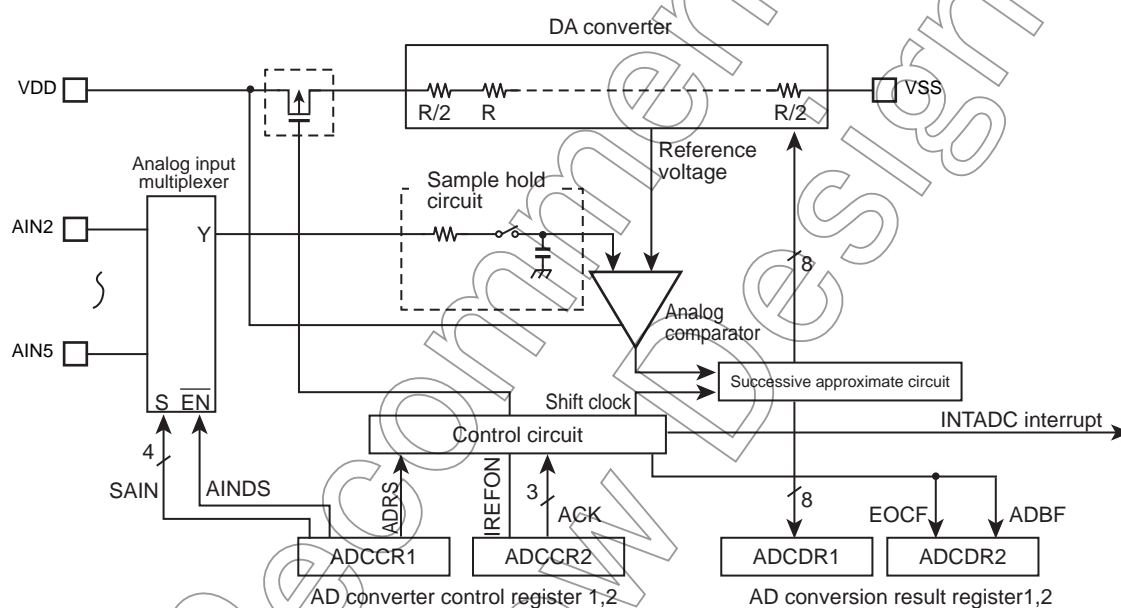 DA converter
VDD
VSS
R/2
R
R/2
Analog input
multiplexer
Reference
voltage
Sample hold
circuit
AIN2
Y
8
Analog
comparator
AIN5
Successive approximate circuit
S
EN
Shift clock
INTADC interrupt
Control circuit
4
SAIN
AINDS
ADRS
IREFON
3
ACK
8
EOCF
ADBF
ADCCR1
ADCCR2
ADCDR1
ADCDR2
AD converter control register 1,2
AD conversion result register1,2